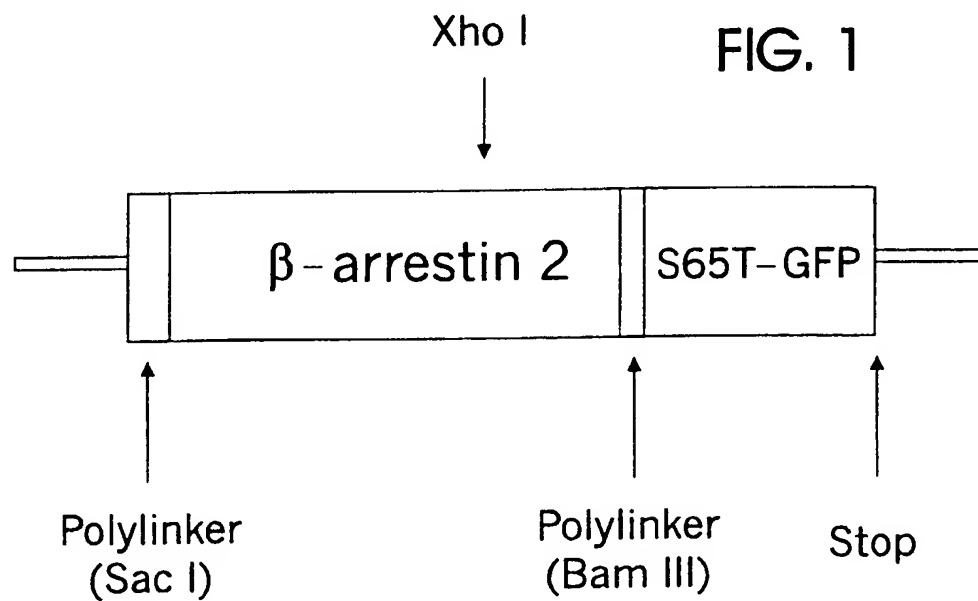 Xho I
FIG. 1
β-arrestin 2
S65T-GFP
Polylinker
(Sac I)
Polylinker
(Bam III)
Stop